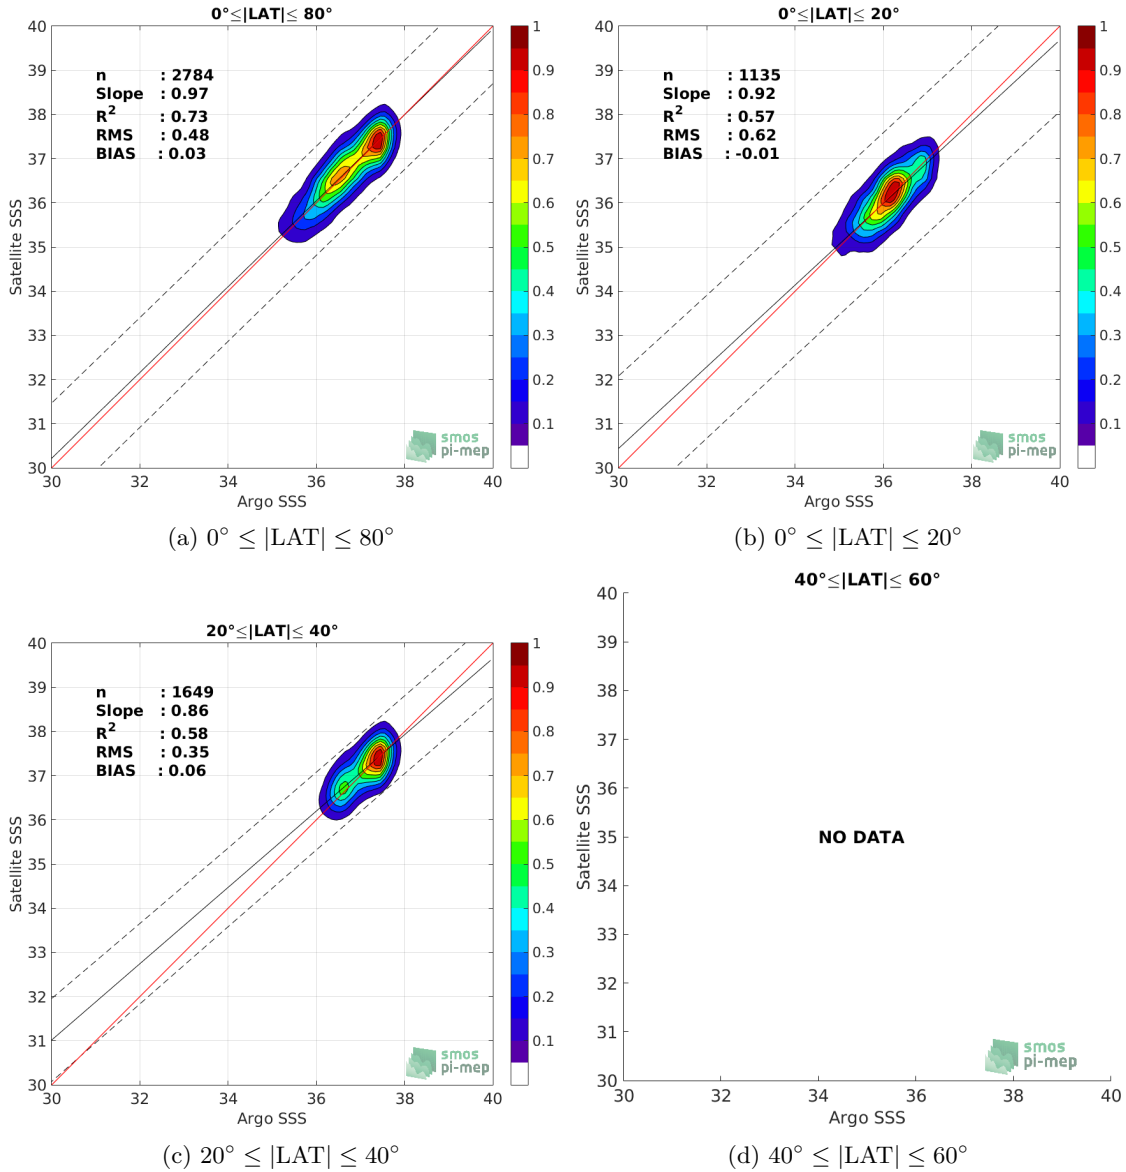 0°≤|LAT|≤ 80°
40
39
38
37
36
35
34
33
32
31
30
Satellite SSS
n : 2784
Slope : 0.97
R² : 0.73
RMS : 0.48
BIAS : 0.03
smos
pi-mep
30 32 34 36 38 40
Argo SSS
1
0.9
0.8
0.7
0.6
0.5
0.4
0.3
0.2
0.1
(a) 0° ≤ |LAT| ≤ 80°
0°≤|LAT|≤ 20°
40
39
38
37
36
35
34
33
32
31
30
Satellite SSS
n : 1135
Slope : 0.92
R² : 0.57
RMS : 0.62
BIAS : -0.01
smos
pi-mep
30 32 34 36 38 40
Argo SSS
1
0.9
0.8
0.7
0.6
0.5
0.4
0.3
0.2
0.1
(b) 0° ≤ |LAT| ≤ 20°
20°≤|LAT|≤ 40°
40
39
38
37
36
35
34
33
32
31
30
Satellite SSS
n : 1649
Slope : 0.86
R² : 0.58
RMS : 0.35
BIAS : 0.06
smos
pi-mep
30 32 34 36 38 40
Argo SSS
1
0.9
0.8
0.7
0.6
0.5
0.4
0.3
0.2
0.1
(c) 20° ≤ |LAT| ≤ 40°
40°≤|LAT|≤ 60°
40
39
38
37
36
35
34
33
32
31
30
Satellite SSS
NO DATA
smos
pi-mep
30 32 34 36 38 40
Argo SSS
(d) 40° ≤ |LAT| ≤ 60°